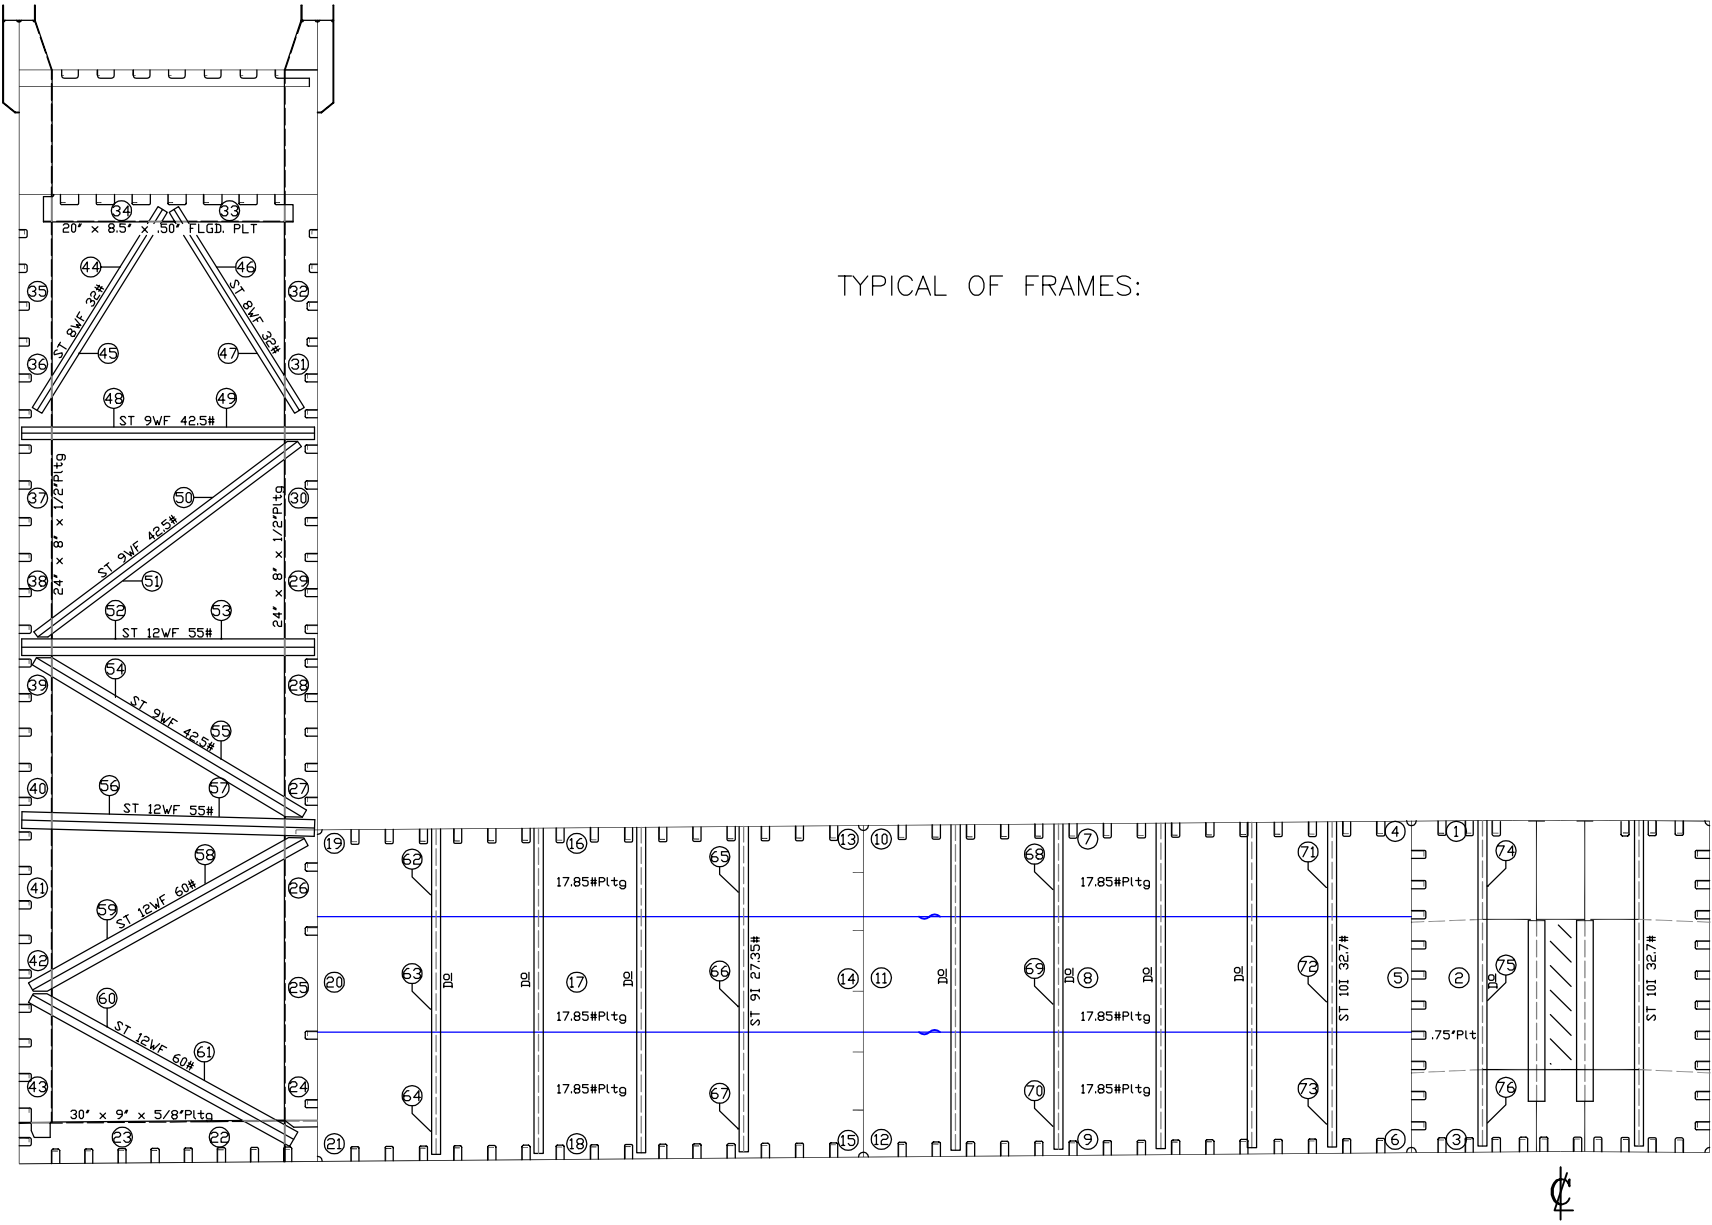 34 33
20" x 8.5" x .50" FLGD. PLT
44 46
TYPICAL OF FRAMES:
35 ST 8WF 32# ST 8WF 32# 32
36 45 47 31
48 49
ST 9WF 42.5#
24" x 8" x 1/2"Pltg
24" x 8" x 1/2"Pltg
37 50 30
ST 9WF 42.5#
38 51 29
52 53
ST 12WF 55#
54
39 28
ST 9WF 42.5#
55
40 56 57 27
ST 12WF 55#
19 16 13 10 7 4 1
58 62 65 68 71 74
17.85#Pltg 17.85#Pltg
41 26
59 ST 12WF 60#
42
63 66 69 72 75
20 DO DO 17 DO ST 9I 27.35# 14 11 DO DO 8 DO DO ST 10I 32.7# 5 2 DO ST 10I 32.7#
25
60
17.85#Pltg 17.85#Pltg
ST 12WF 60#
.75"Plt
61
43 24
64 67 70 73 76
17.85#Pltg 17.85#Pltg
30" x 9" x 5/8"Pltg
23 22 21 18 15 12 9 6 3
℄